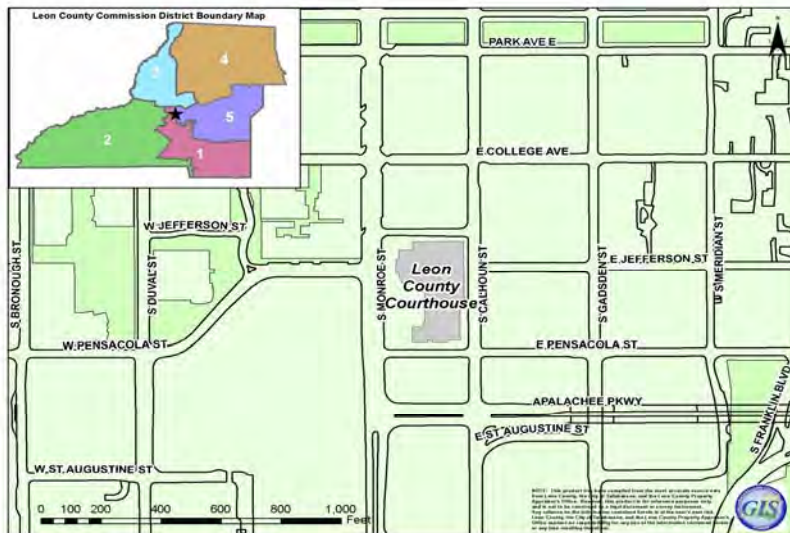 Leon County Commission District Boundary Map
3
4
5
2
1
PARK AVE E
E COLLEGE AVE
W JEFFERSON ST
S BRONOUGH ST
S DUVAL ST
S MONROE ST
Leon
County
Courthouse
S CALHOUN ST
S GADSDEN ST
E JEFFERSON ST
S MERIDIAN ST
W PENSACOLA ST
E PENSACOLA ST
APALACHEE PKWY
E ST AUGUSTINE ST
S FRANKLIN BLVD
W ST AUGUSTINE ST
0 200 400 600 800 1,000
Feet
GIS